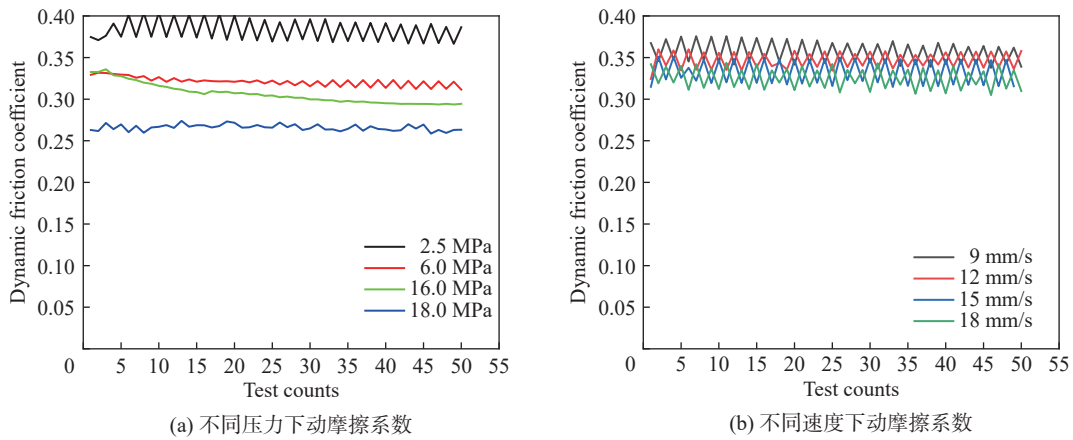 0.40
0.35
0.30
0.25
0.20
0.15
0.10
0.05
0
5
10
15
20
25
30
35
40
45
50
55
Dynamic friction coefficient
Test counts
2.5 MPa
6.0 MPa
16.0 MPa
18.0 MPa
(a) 不同压力下动摩擦系数
0.40
0.35
0.30
0.25
0.20
0.15
0.10
0.05
0
5
10
15
20
25
30
35
40
45
50
55
Dynamic friction coefficient
Test counts
9 mm/s
12 mm/s
15 mm/s
18 mm/s
(b) 不同速度下动摩擦系数